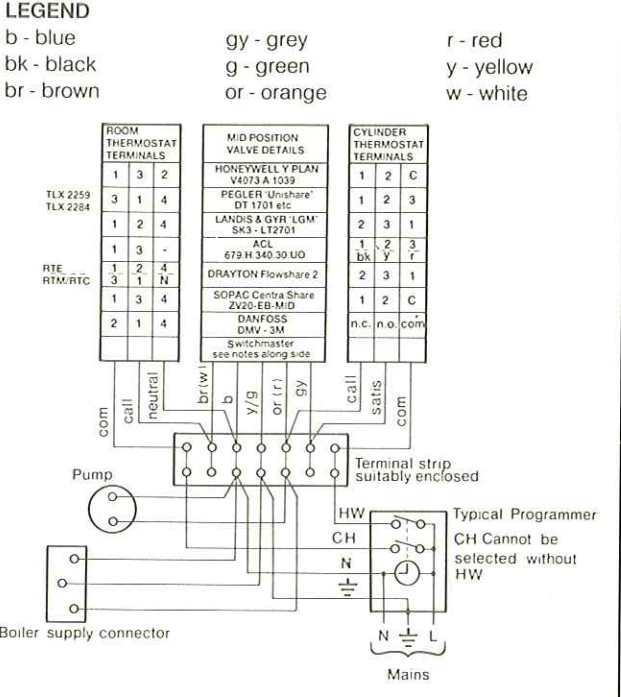 LEGEND
b - blue gy - grey r - red
bk - black g - green y - yellow
br - brown or - orange w - white
ROOM THERMOSTAT TERMINALS
MID POSITION VALVE DETAILS
CYLINDER THERMOSTAT TERMINALS
1 3 2 HONEYWELL Y PLAN V4073 A 1039 1 2 C
TLX 2259 TLX 2284 3 1 4 PEGLER 'Unishare' DT 1701 etc 1 2 3
1 2 4 LANDIS & GYR 'LGM' SK3 - LT2701 2 3 1
1 3 - ACL 679.H.340.30.UO 1 2 3
bk y r
RTE 1 2 4 DRAYTON Flowshare 2 2 3 1
RTM/RTC 3 1 N
1 3 4 SOPAC Centra Share ZV20-EB-MID 1 2 C
2 1 4 DANFOSS DMV - 3M n.c. n.o. com
Switchmaster
see notes along side
com call neutral br(w) b y/g or (r) gy call satis com
Terminal strip
suitably enclosed
Pump
HW
CH
N
Typical Programmer
CH Cannot be
selected without
HW
Boiler supply connector
N L
Mains